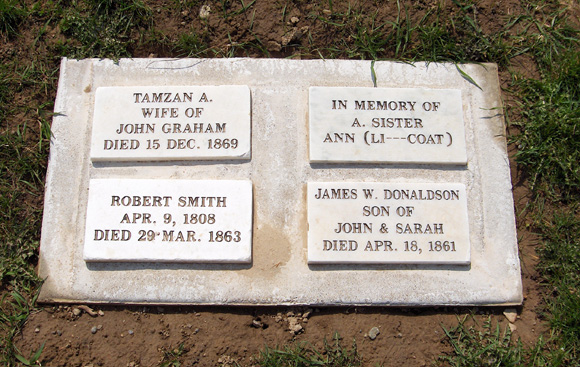 TAMZAN A.
WIFE OF
JOHN GRAHAM
DIED 15 DEC. 1869
IN MEMORY OF
A. SISTER
ANN (LI---COAT)
ROBERT SMITH
APR. 9, 1808
DIED 29 MAR. 1863
JAMES W. DONALDSON
SON OF
JOHN & SARAH
DIED APR. 18, 1861